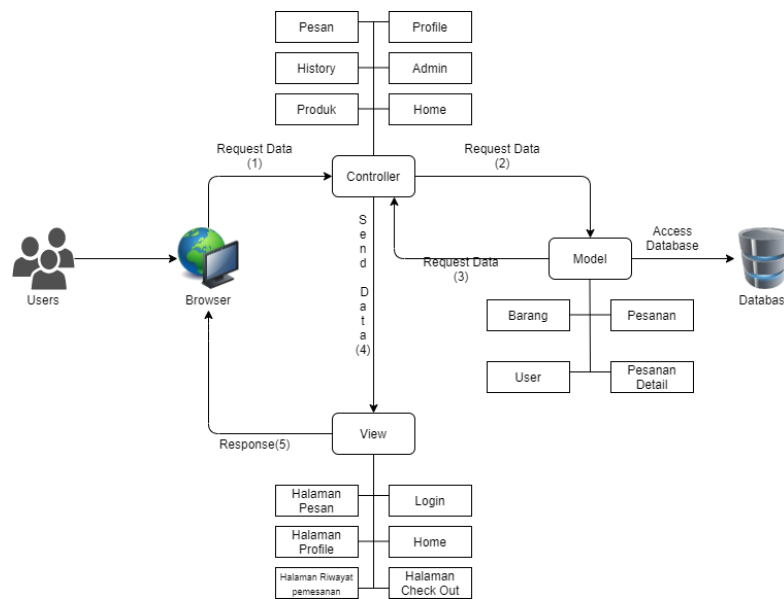 Pesan
Profile
History
Admin
Produk
Home
Request Data
(1)
Request Data
(2)
Controller
S
e
n
d
D
a
t
a
(4)
Request Data
(3)
Access
Database
Model
Users
Browser
Databas
Barang
Pesanan
User
Pesanan
Detail
View
Response(5)
Halaman
Pesan
Login
Halaman
Profile
Home
Halaman Riwayat
pemesanan
Halaman
Check Out